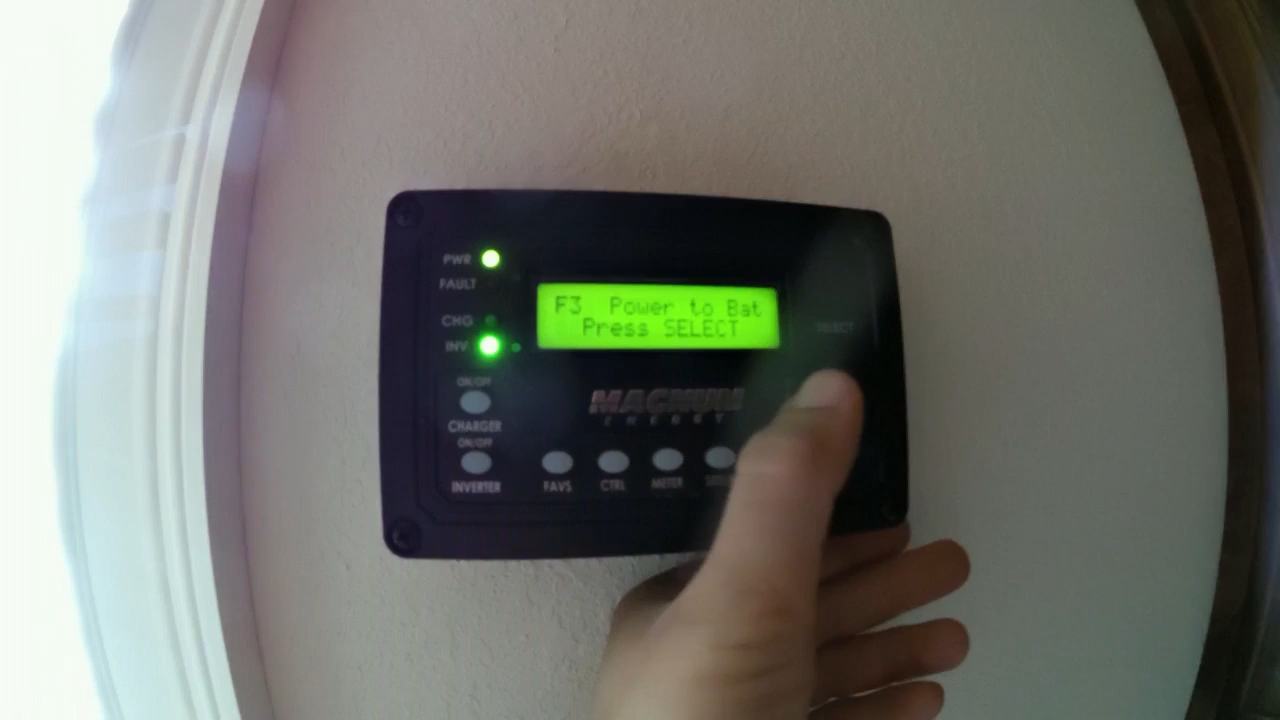 PWR
FAULT
CHG
INV
F3 Power to Bat
Press SELECT
SELECT
ON/OFF
CHARGER
ON/OFF
INVERTER
MAGNUM
ENERGY
FAVS
CTRL
METER